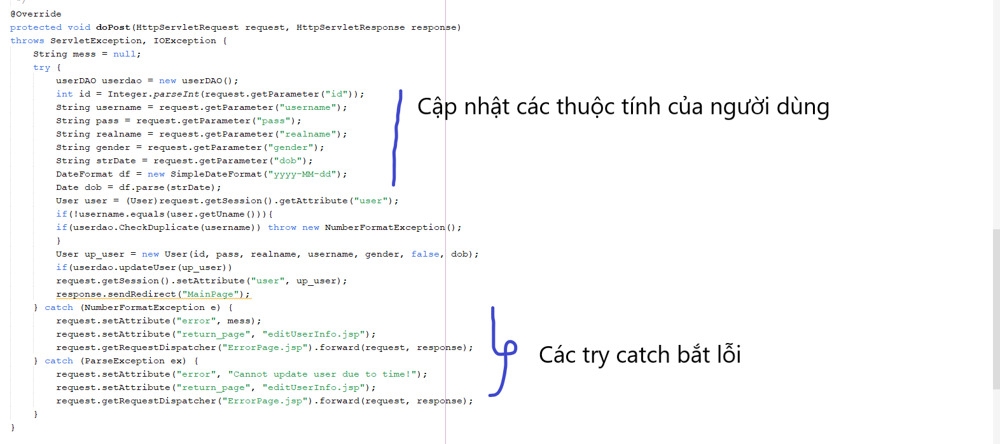 */
@Override
protected void doPost(HttpServletRequest request, HttpServletResponse response)
throws ServletException, IOException {
String mess = null;
try {
userDAO userdao = new userDAO();
int id = Integer.parseInt(request.getParameter("id"));
String username = request.getParameter("username");
String pass = request.getParameter("pass");
String realname = request.getParameter("realname");
String gender = request.getParameter("gender");
String strDate = request.getParameter("dob");
DateFormat df = new SimpleDateFormat("yyyy-MM-dd");
Date dob = df.parse(strDate);
Cập nhật các thuộc tính của người dùng
User user = (User)request.getSession().getAttribute("user");
if(!username.equals(user.getUname())){
if(userdao.CheckDuplicate(username)) throw new NumberFormatException();
}
User up_user = new User(id, pass, realname, username, gender, false, dob);
if(userdao.updateUser(up_user))
request.getSession().setAttribute("user", up_user);
response.sendRedirect("MainPage");
} catch (NumberFormatException e) {
request.setAttribute("error", mess);
request.setAttribute("return_page", "editUserInfo.jsp");
request.getRequestDispatcher("ErrorPage.jsp").forward(request, response);
} catch (ParseException ex) {
request.setAttribute("error", "Cannot update user due to time!");
request.setAttribute("return_page", "editUserInfo.jsp");
request.getRequestDispatcher("ErrorPage.jsp").forward(request, response);
}
}
Các try catch bắt lỗi